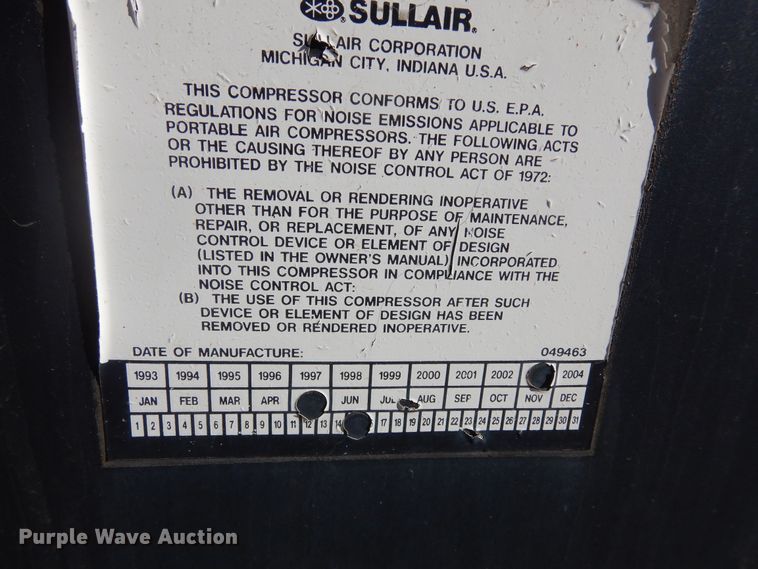 SULLAIR®
SULLAIR CORPORATION
MICHIGAN CITY, INDIANA U.S.A.
THIS COMPRESSOR CONFORMS TO U.S. E.P.A.
REGULATIONS FOR NOISE EMISSIONS APPLICABLE TO
PORTABLE AIR COMPRESSORS. THE FOLLOWING ACTS
OR THE CAUSING THEREOF BY ANY PERSON ARE
PROHIBITED BY THE NOISE CONTROL ACT OF 1972:
(A) THE REMOVAL OR RENDERING INOPERATIVE
OTHER THAN FOR THE PURPOSE OF MAINTENANCE,
REPAIR, OR REPLACEMENT, OF ANY NOISE
CONTROL DEVICE OR ELEMENT OF DESIGN
(LISTED IN THE OWNER'S MANUAL) INCORPORATED
INTO THIS COMPRESSOR IN COMPLIANCE WITH THE
NOISE CONTROL ACT:
(B) THE USE OF THIS COMPRESSOR AFTER SUCH
DEVICE OR ELEMENT OF DESIGN HAS BEEN
REMOVED OR RENDERED INOPERATIVE.
DATE OF MANUFACTURE: 049463
1993 1994 1995 1996 1997 1998 1999 2000 2001 2002 2004
JAN FEB MAR APR JUN JUL AUG SEP OCT NOV DEC
1 2 3 4 5 6 7 8 9 10 11 12 13 14 17 18 19 20 21 22 23 24 25 26 27 28 29 30 31
Purple Wave Auction